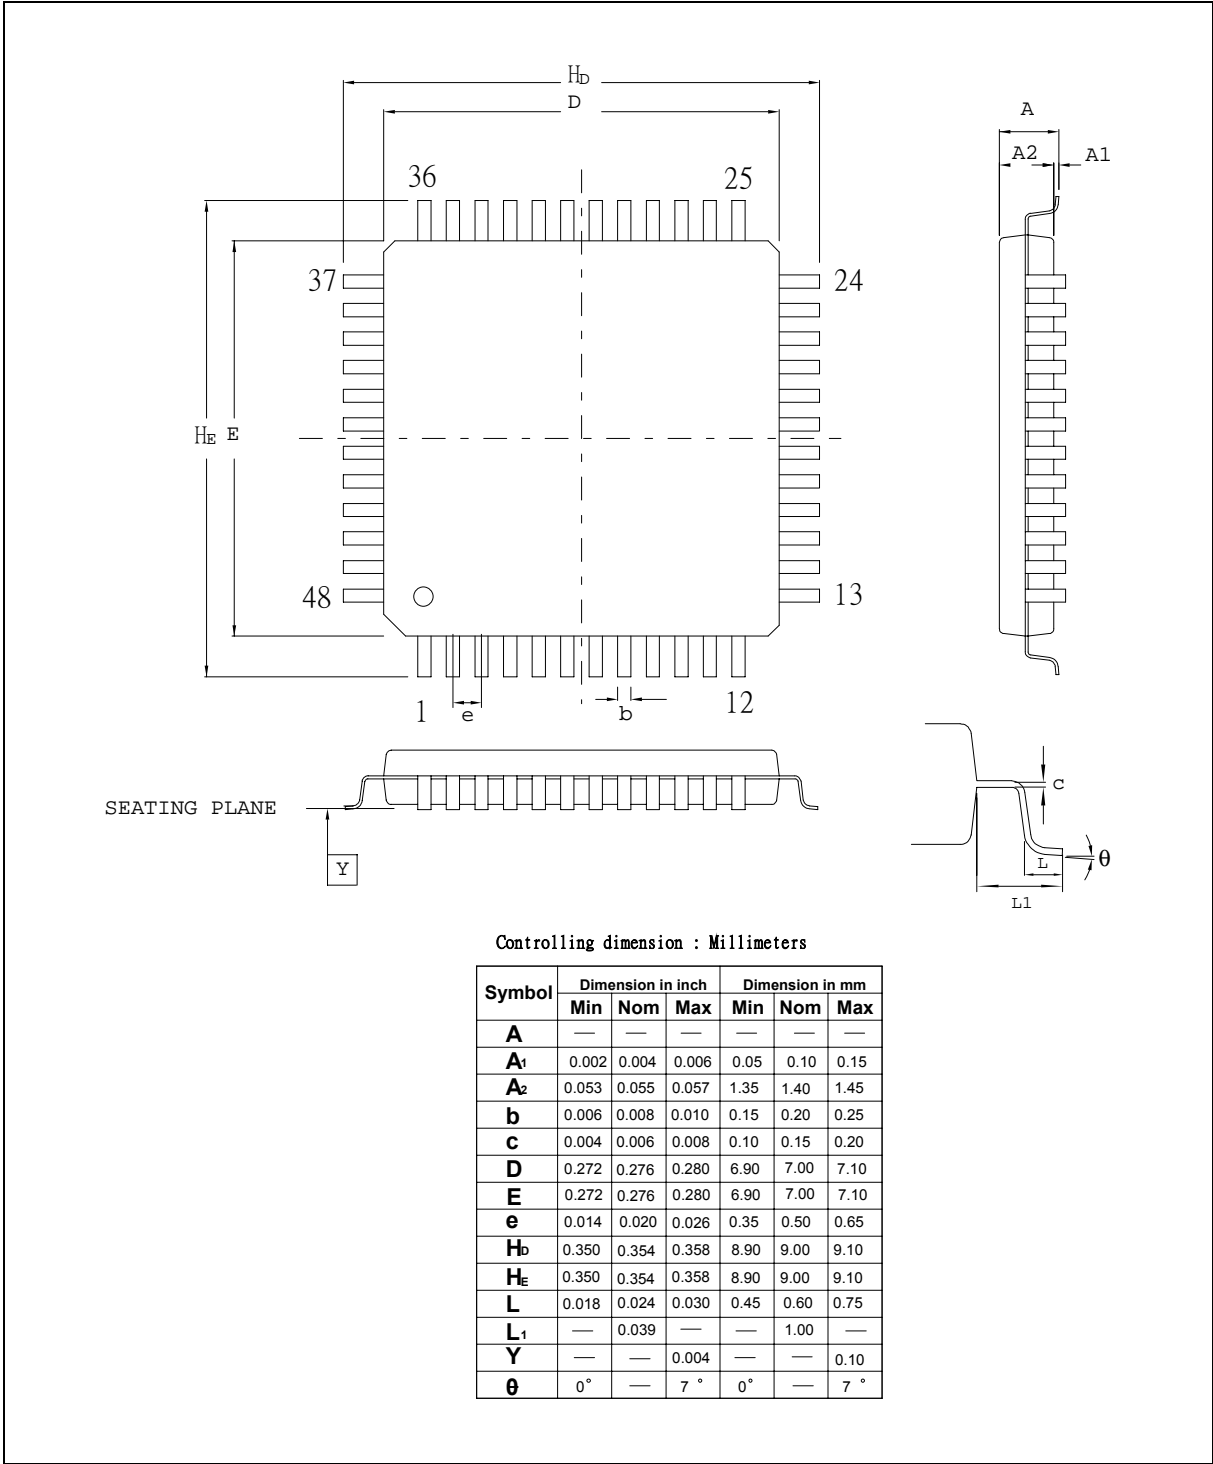 HD
D
A
A2 A1
36 25
37 24
HE E
48 13
1 e b 12
SEATING PLANE
Y
c
L θ
L1
Controlling dimension : Millimeters
Symbol Dimension in inch Dimension in mm
Min Nom Max Min Nom Max
A — — — — — —
A1 0.002 0.004 0.006 0.05 0.10 0.15
A2 0.053 0.055 0.057 1.35 1.40 1.45
b 0.006 0.008 0.010 0.15 0.20 0.25
c 0.004 0.006 0.008 0.10 0.15 0.20
D 0.272 0.276 0.280 6.90 7.00 7.10
E 0.272 0.276 0.280 6.90 7.00 7.10
e 0.014 0.020 0.026 0.35 0.50 0.65
HD 0.350 0.354 0.358 8.90 9.00 9.10
HE 0.350 0.354 0.358 8.90 9.00 9.10
L 0.018 0.024 0.030 0.45 0.60 0.75
L1 — 0.039 — — 1.00 —
Y — — 0.004 — — 0.10
θ 0° — 7 ° 0° — 7 °